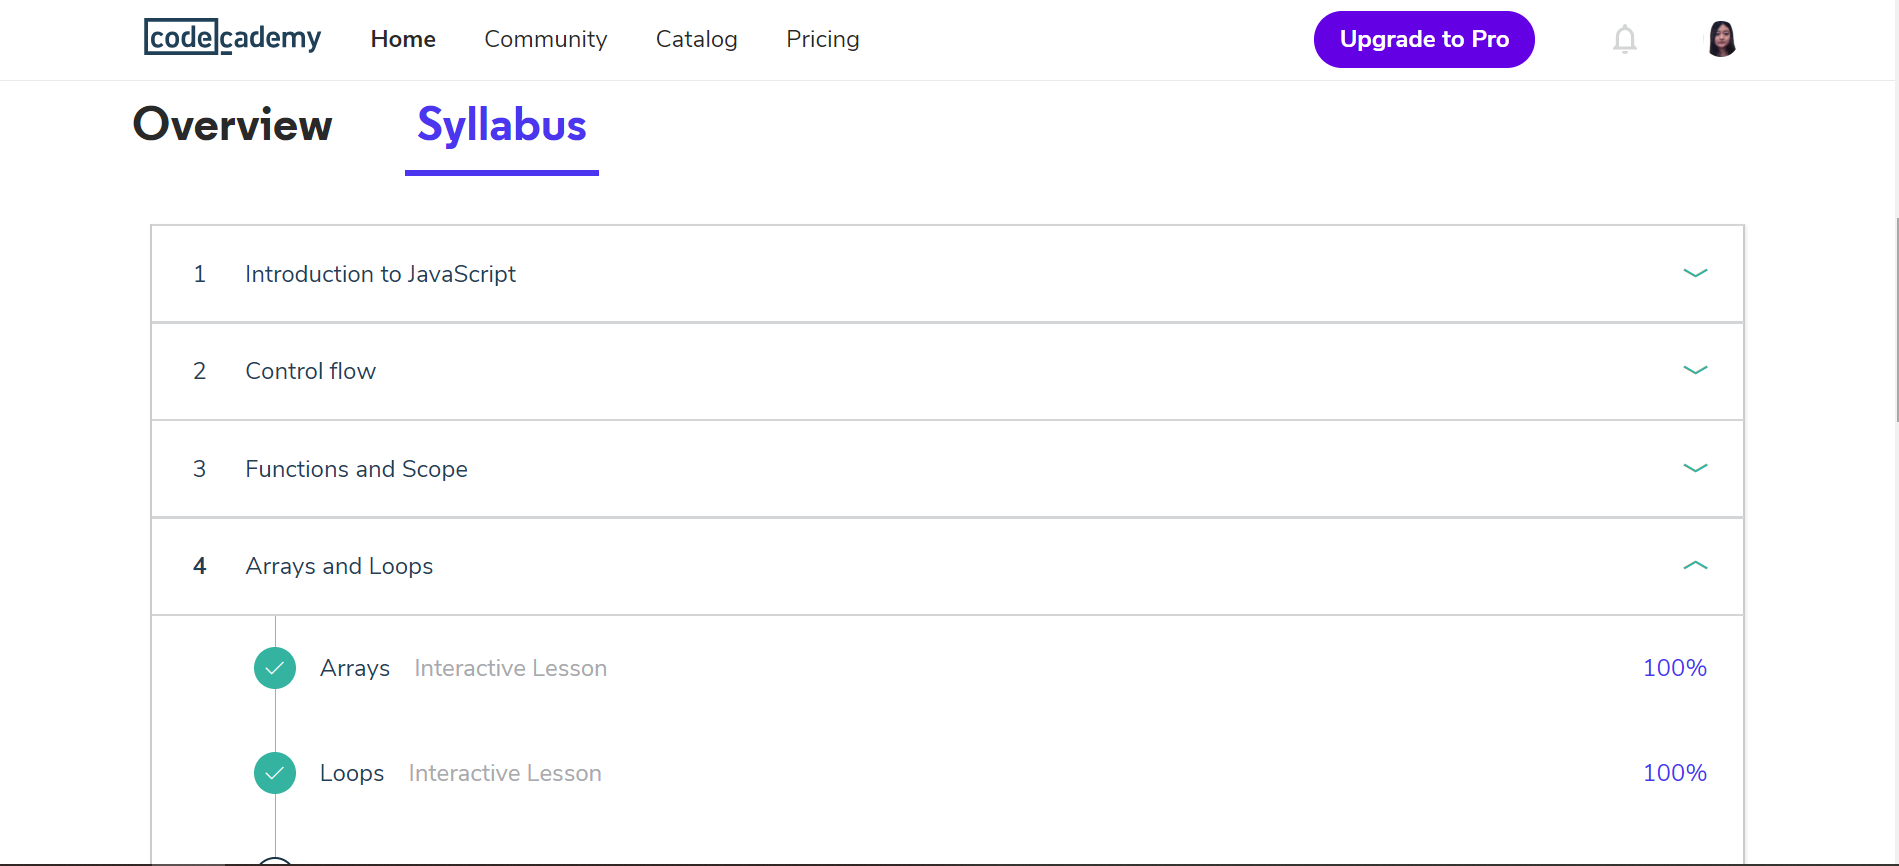 codecademy Home Community Catalog Pricing Upgrade to Pro
Overview Syllabus
1 Introduction to JavaScript
2 Control flow
3 Functions and Scope
4 Arrays and Loops
Arrays Interactive Lesson 100%
Loops Interactive Lesson 100%